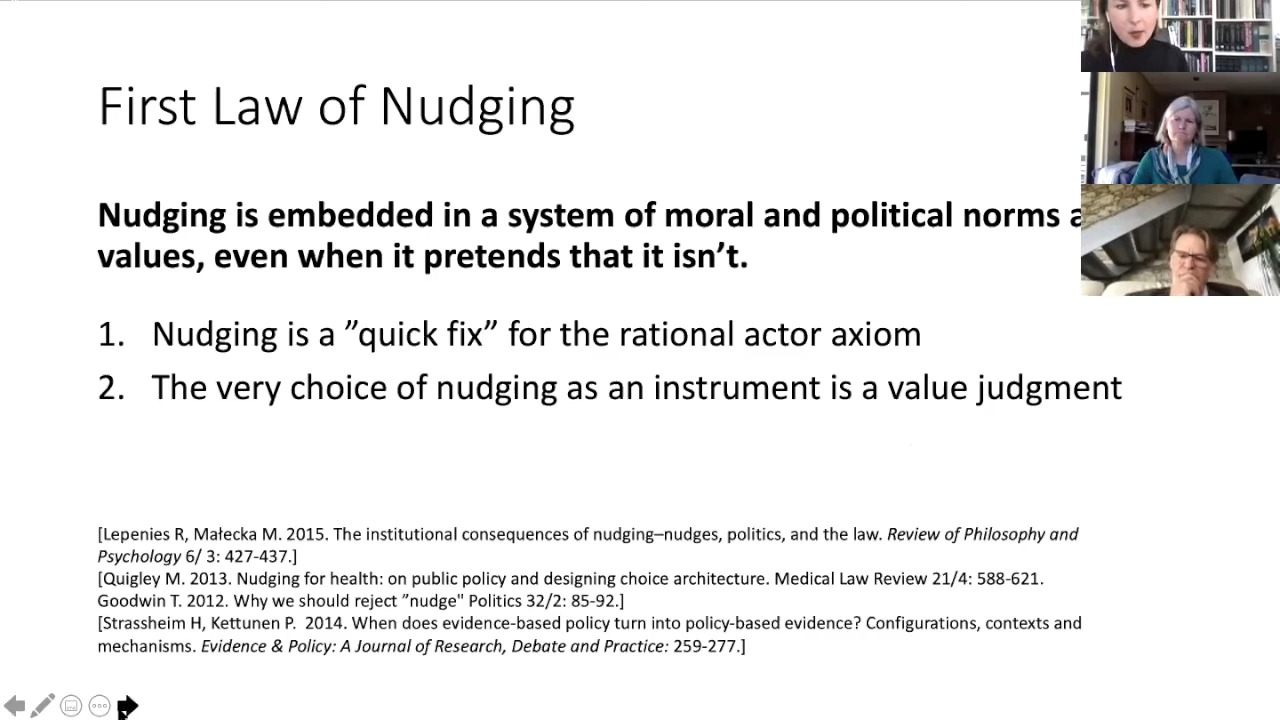 First Law of Nudging
Nudging is embedded in a system of moral and political norms
values, even when it pretends that it isn’t.
1. Nudging is a ”quick fix” for the rational actor axiom
2. The very choice of nudging as an instrument is a value judgment
[Lepenies R, Małecka M. 2015. The institutional consequences of nudging–nudges, politics, and the law. Review of Philosophy and
Psychology 6/ 3: 427-437.]
[Quigley M. 2013. Nudging for health: on public policy and designing choice architecture. Medical Law Review 21/4: 588-621.
Goodwin T. 2012. Why we should reject ”nudge" Politics 32/2: 85-92.]
[Strassheim H, Kettunen P.  2014. When does evidence-based policy turn into policy-based evidence? Configurations, contexts and
mechanisms. Evidence & Policy: A Journal of Research, Debate and Practice: 259-277.]